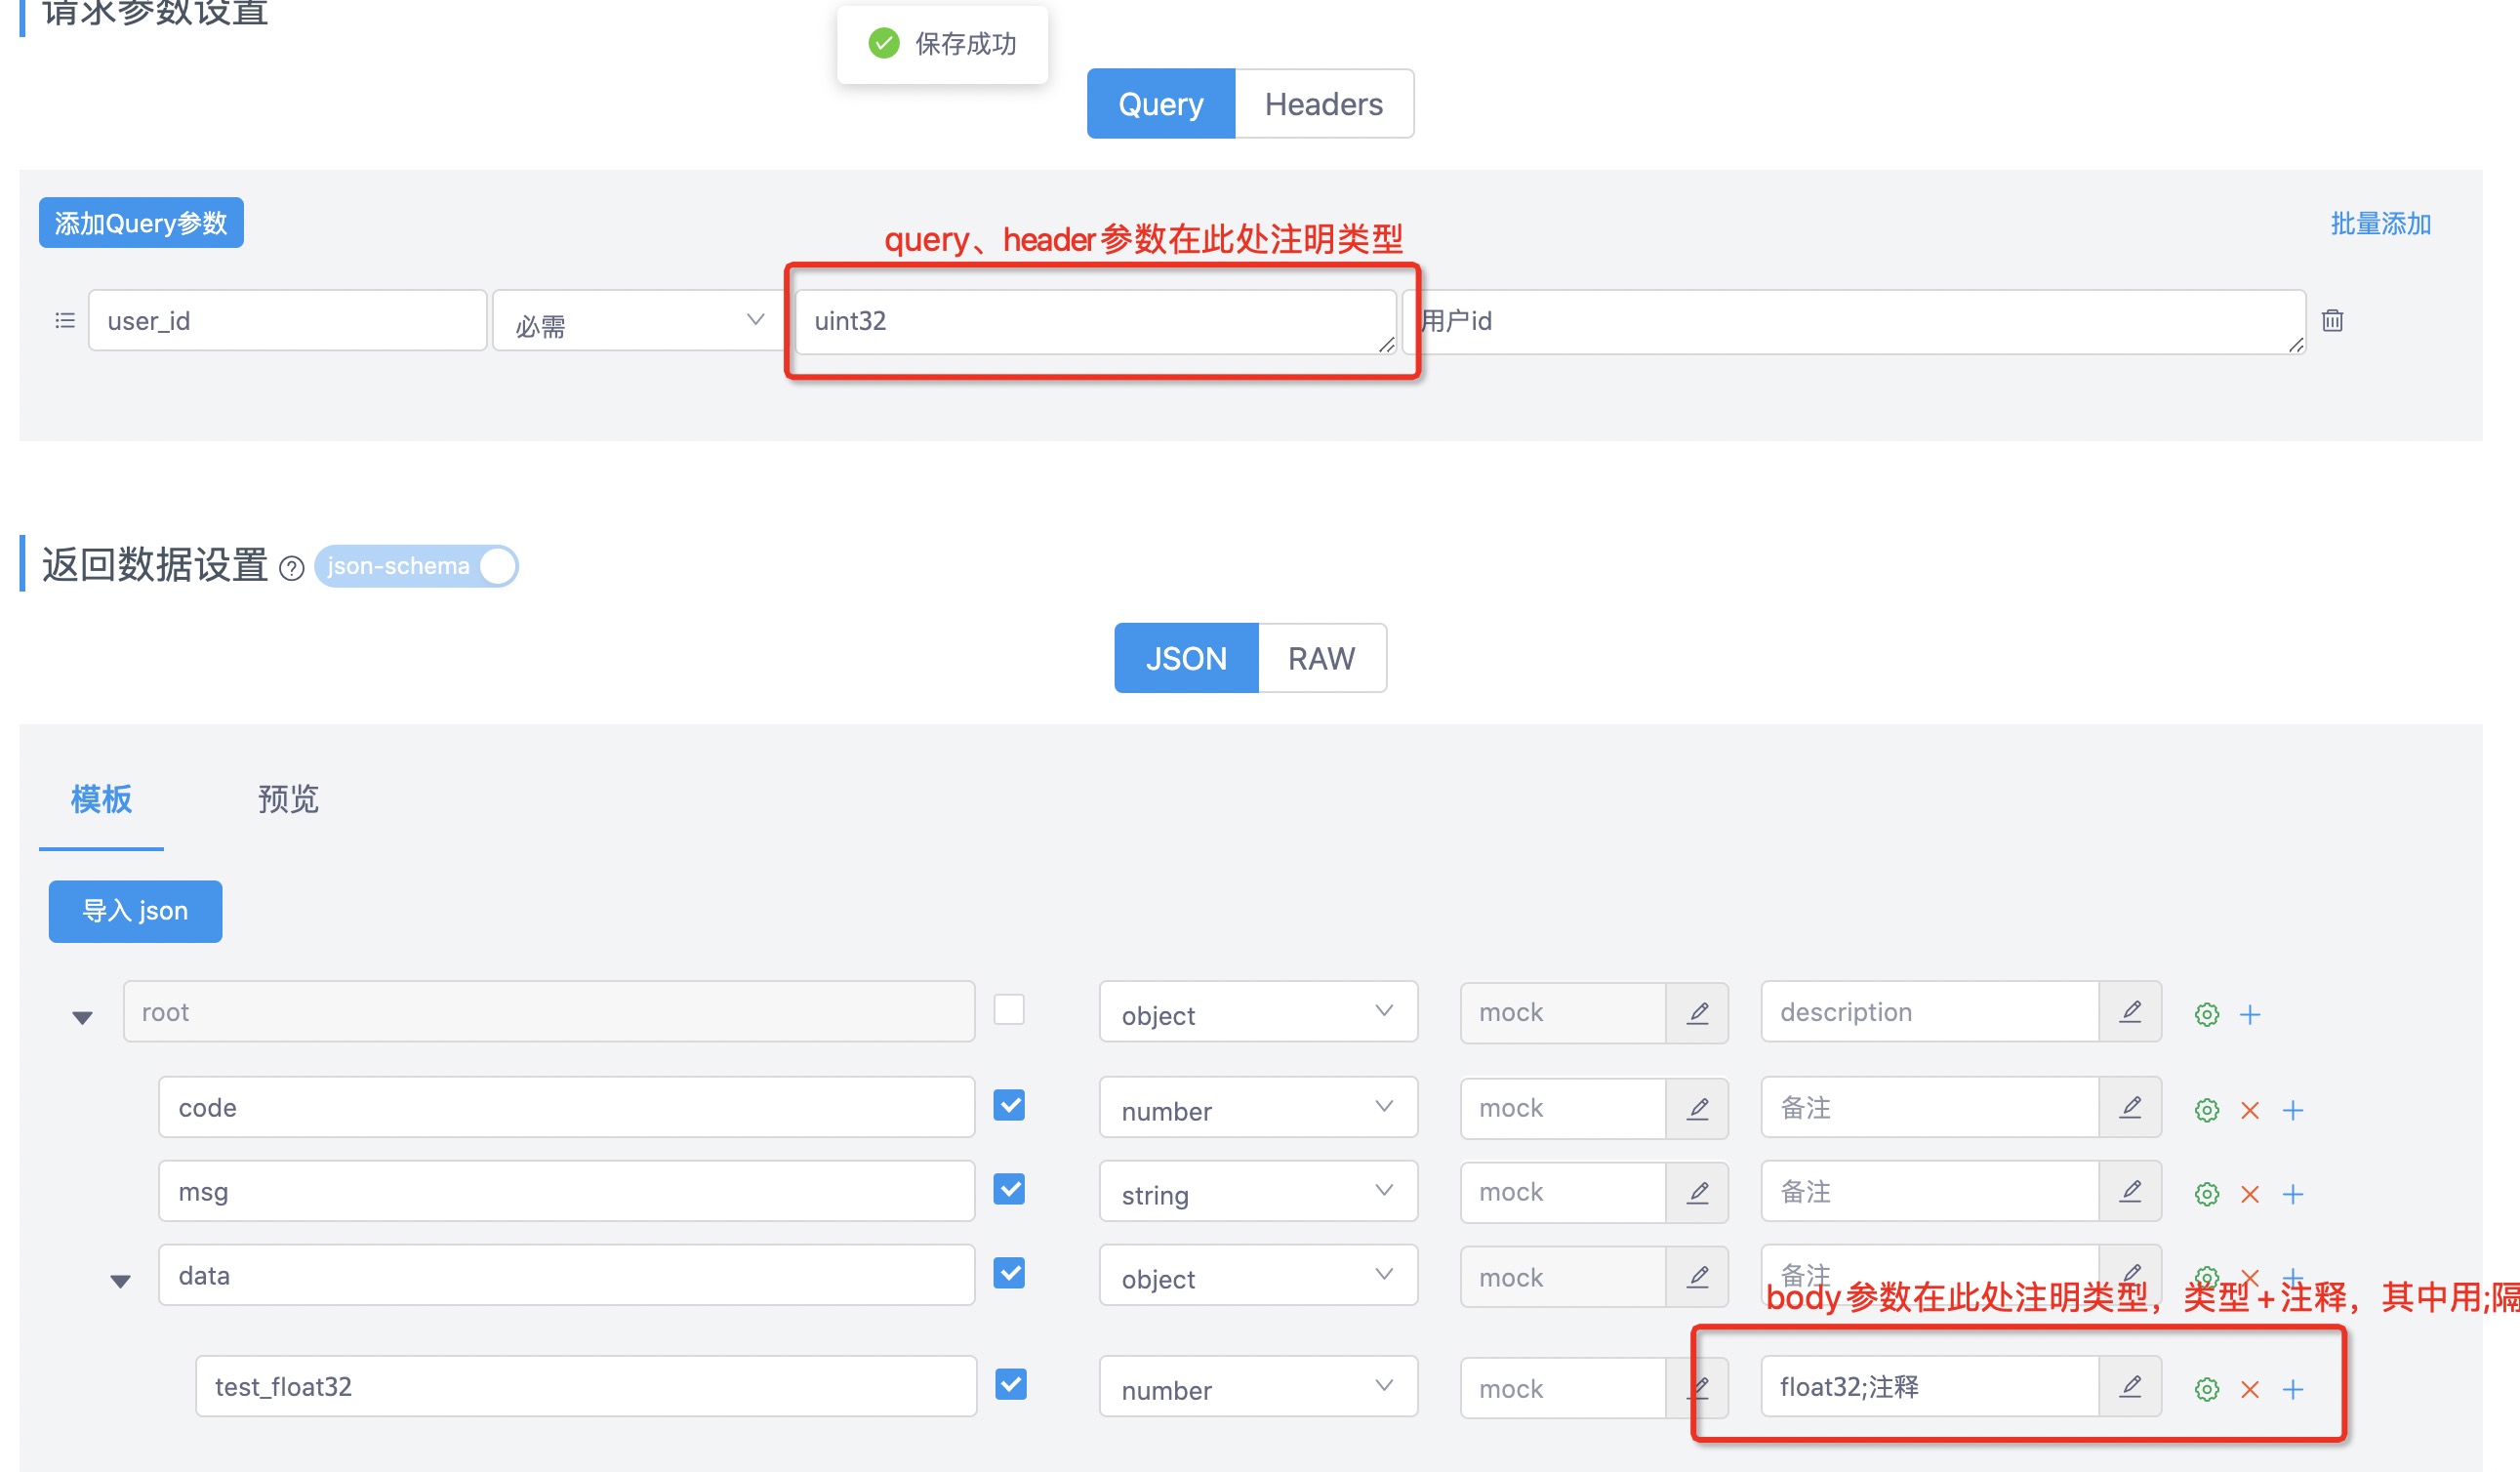 请求参数设置
保存成功
Query Headers
添加Query参数
query、header参数在此处注明类型
批量添加
user_id 必需 uint32 用户id
返回数据设置 ? json-schema
JSON RAW
模板 预览
导入 json
root object mock description
code number mock 备注
msg string mock 备注
data object mock 备注
body参数在此处注明类型，类型+注释，其中用;隔
test_float32 number mock float32;注释